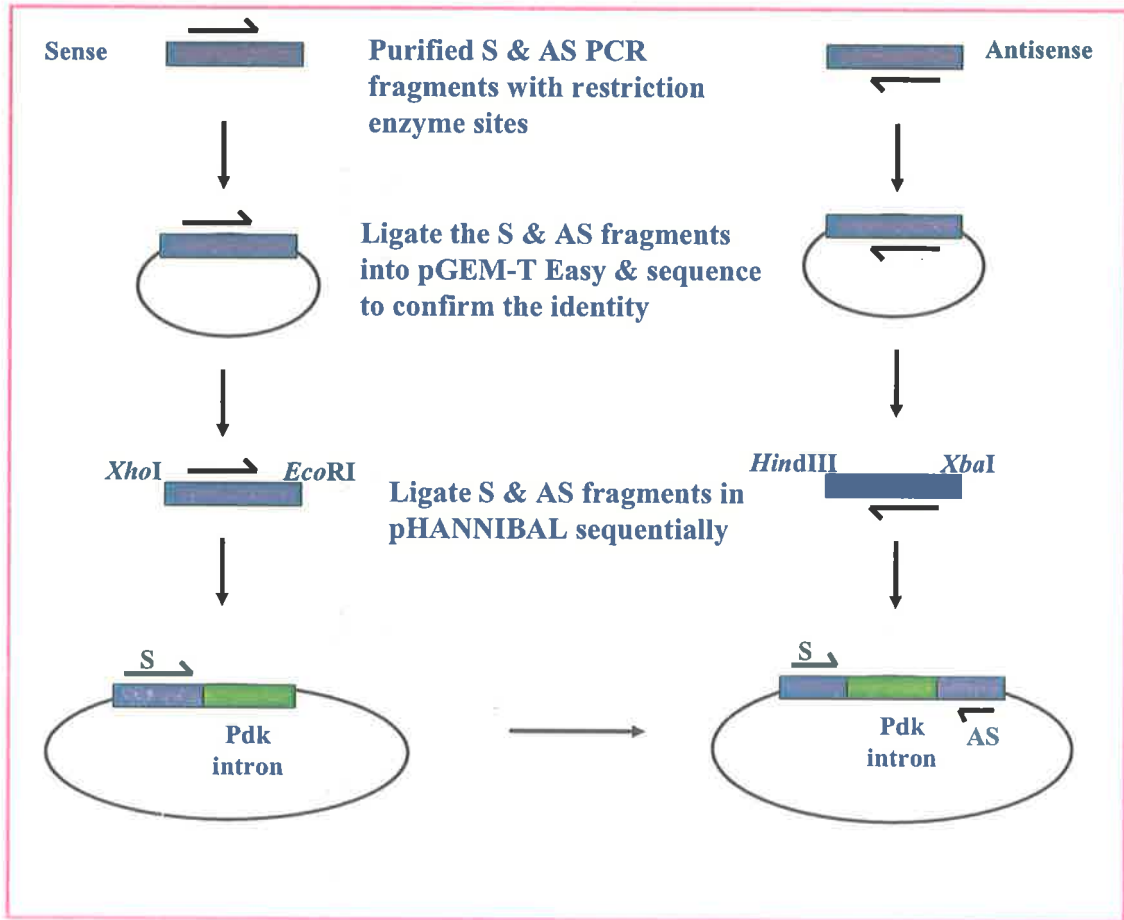 Sense
Purified S & AS PCR
fragments with restriction
enzyme sites
Antisense
Ligate the S & AS fragments
into pGEM-T Easy & sequence
to confirm the identity
XhoI
EcoRI
Ligate S & AS fragments in
pHANNIBAL sequentially
HindIII
XbaI
S
Pdk
intron
S
Pdk
intron
AS